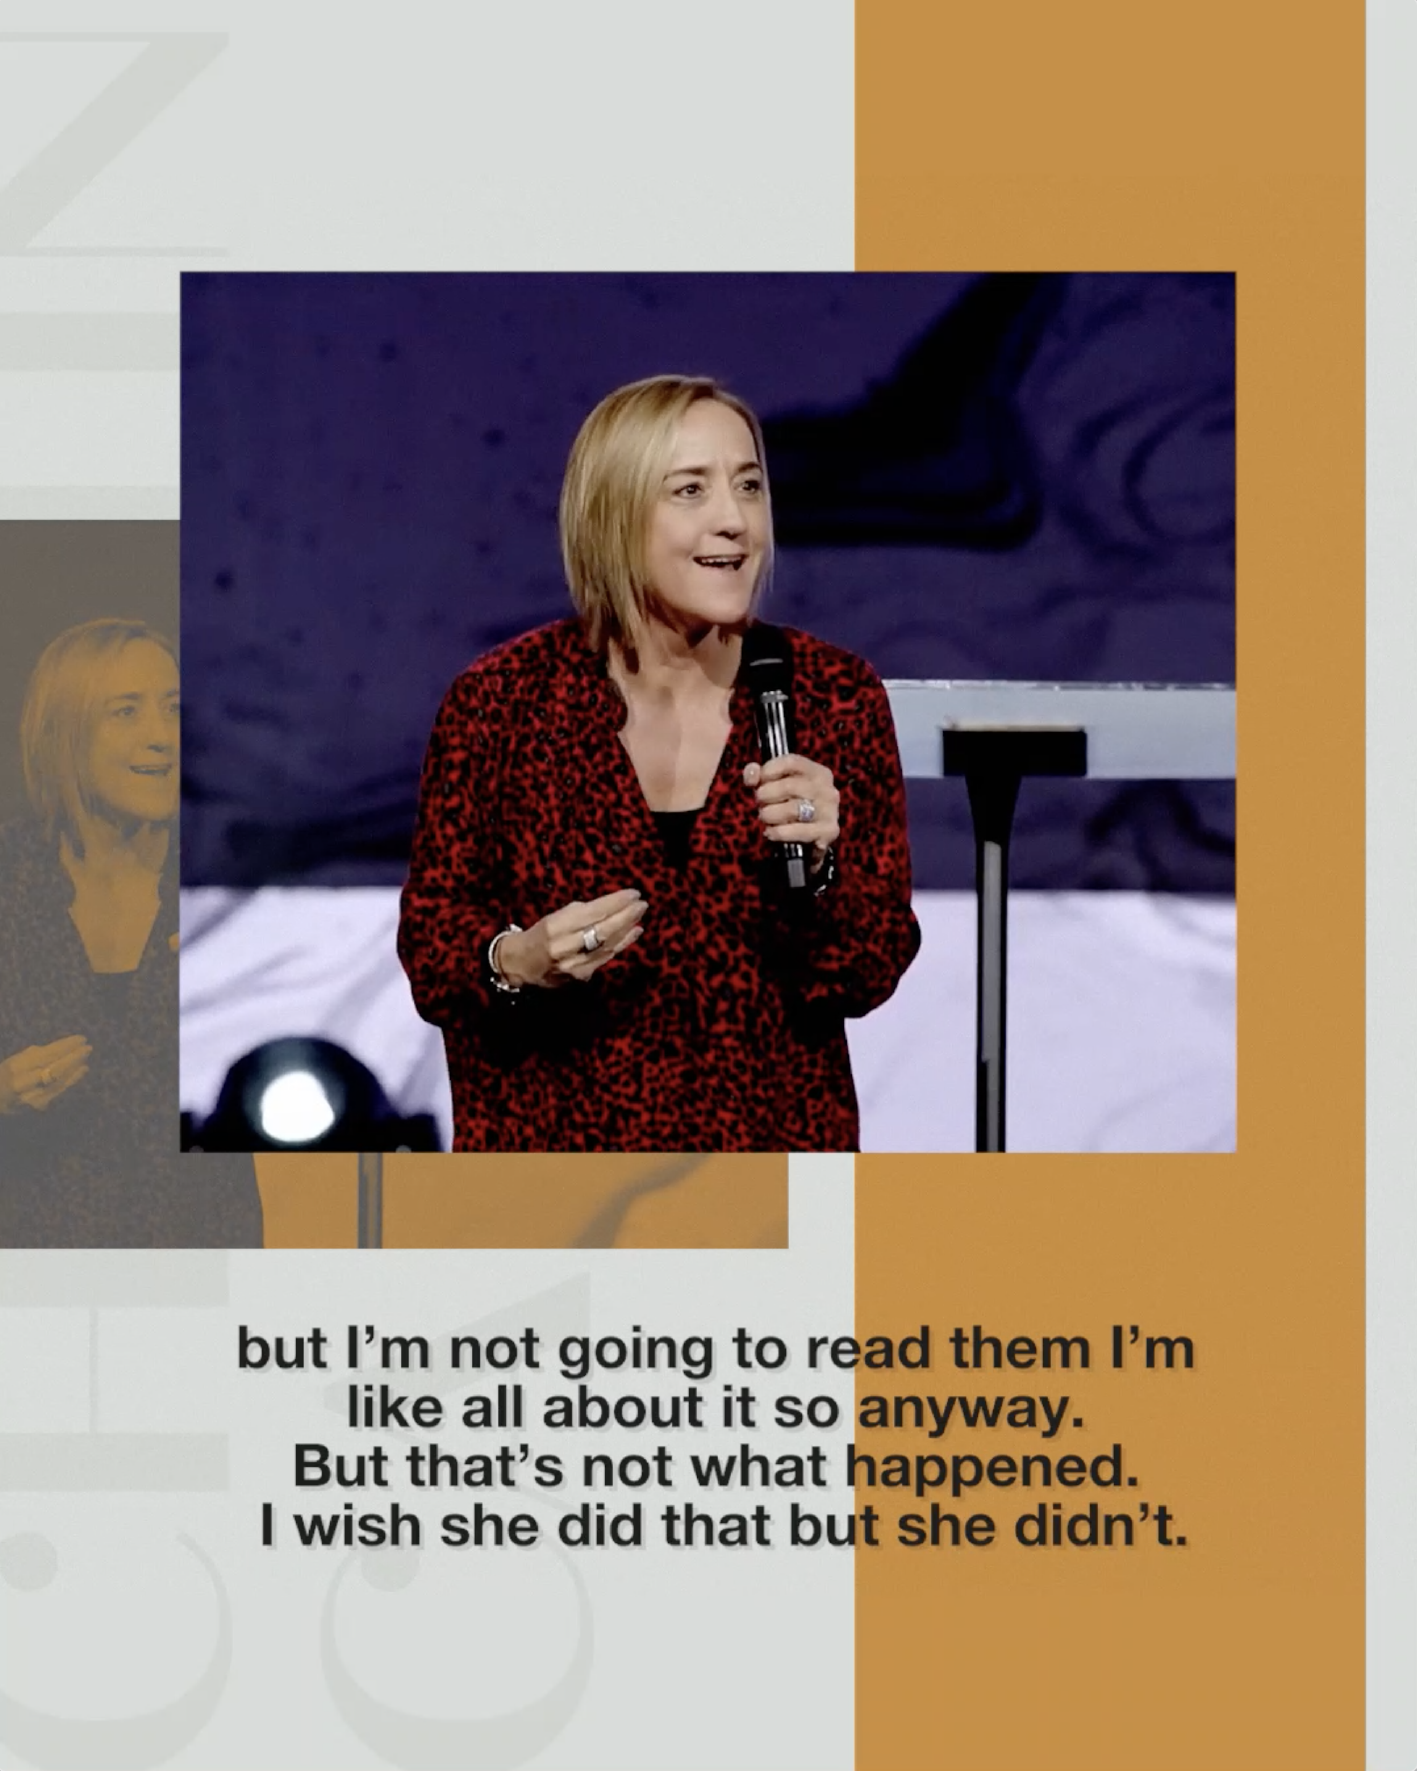 but I’m not going to read them I’m
like all about it so anyway.
But that’s not what happened.
I wish she did that but she didn’t.